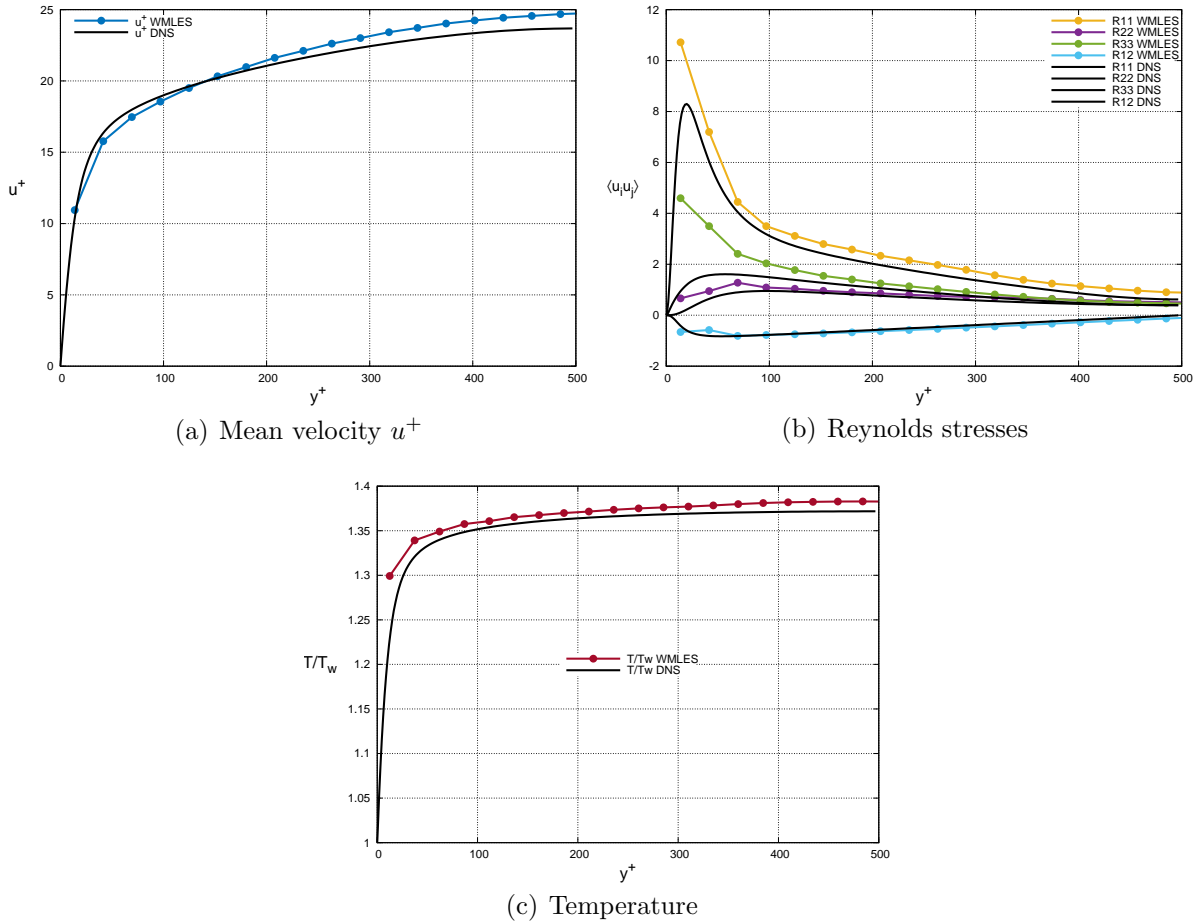 u⁺ WMLES
u⁺ DNS
25
20
15
10
5
0
u⁺
0
100
200
300
400
500
y⁺
(a) Mean velocity u⁺
R11 WMLES
R22 WMLES
R33 WMLES
R12 WMLES
R11 DNS
R22 DNS
R33 DNS
R12 DNS
12
10
8
6
4
2
0
-2
⟨uᵢuⱼ⟩
0
100
200
300
400
500
y⁺
(b) Reynolds stresses
1.4
1.35
1.3
1.25
1.2
1.15
1.1
1.05
1
T/T_w
T/Tw WMLES
T/Tw DNS
0
100
200
300
400
500
y⁺
(c) Temperature